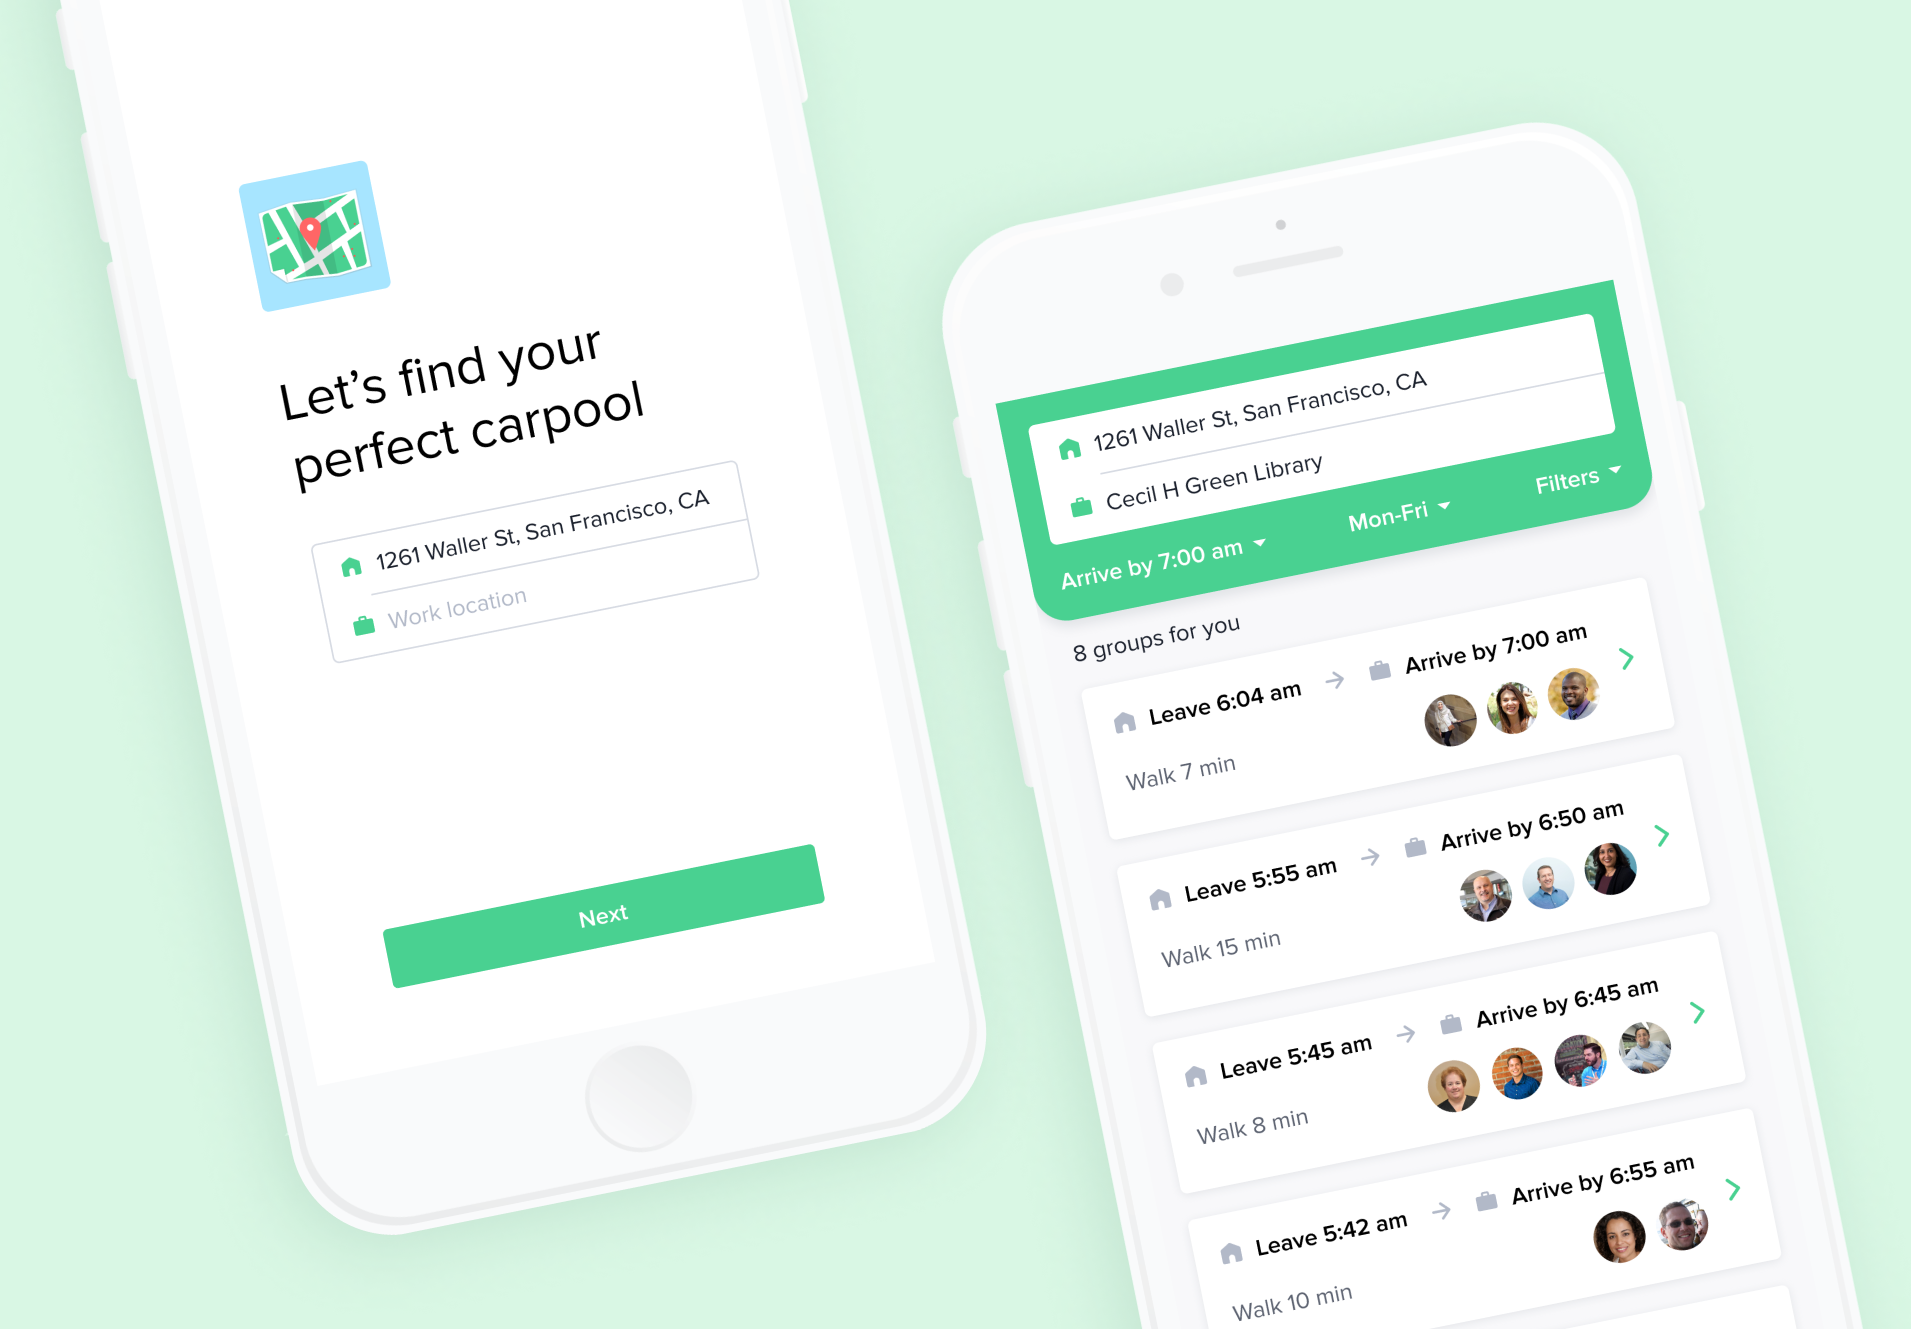 Let’s find your
perfect carpool
1261 Waller St, San Francisco, CA
Work location
Next
1261 Waller St, San Francisco, CA
Cecil H Green Library
Arrive by 7:00 am
Mon-Fri
Filters
8 groups for you
Leave 6:04 am
Arrive by 7:00 am
Walk 7 min
Leave 5:55 am
Arrive by 6:50 am
Walk 15 min
Leave 5:45 am
Arrive by 6:45 am
Walk 8 min
Leave 5:42 am
Arrive by 6:55 am
Walk 10 min